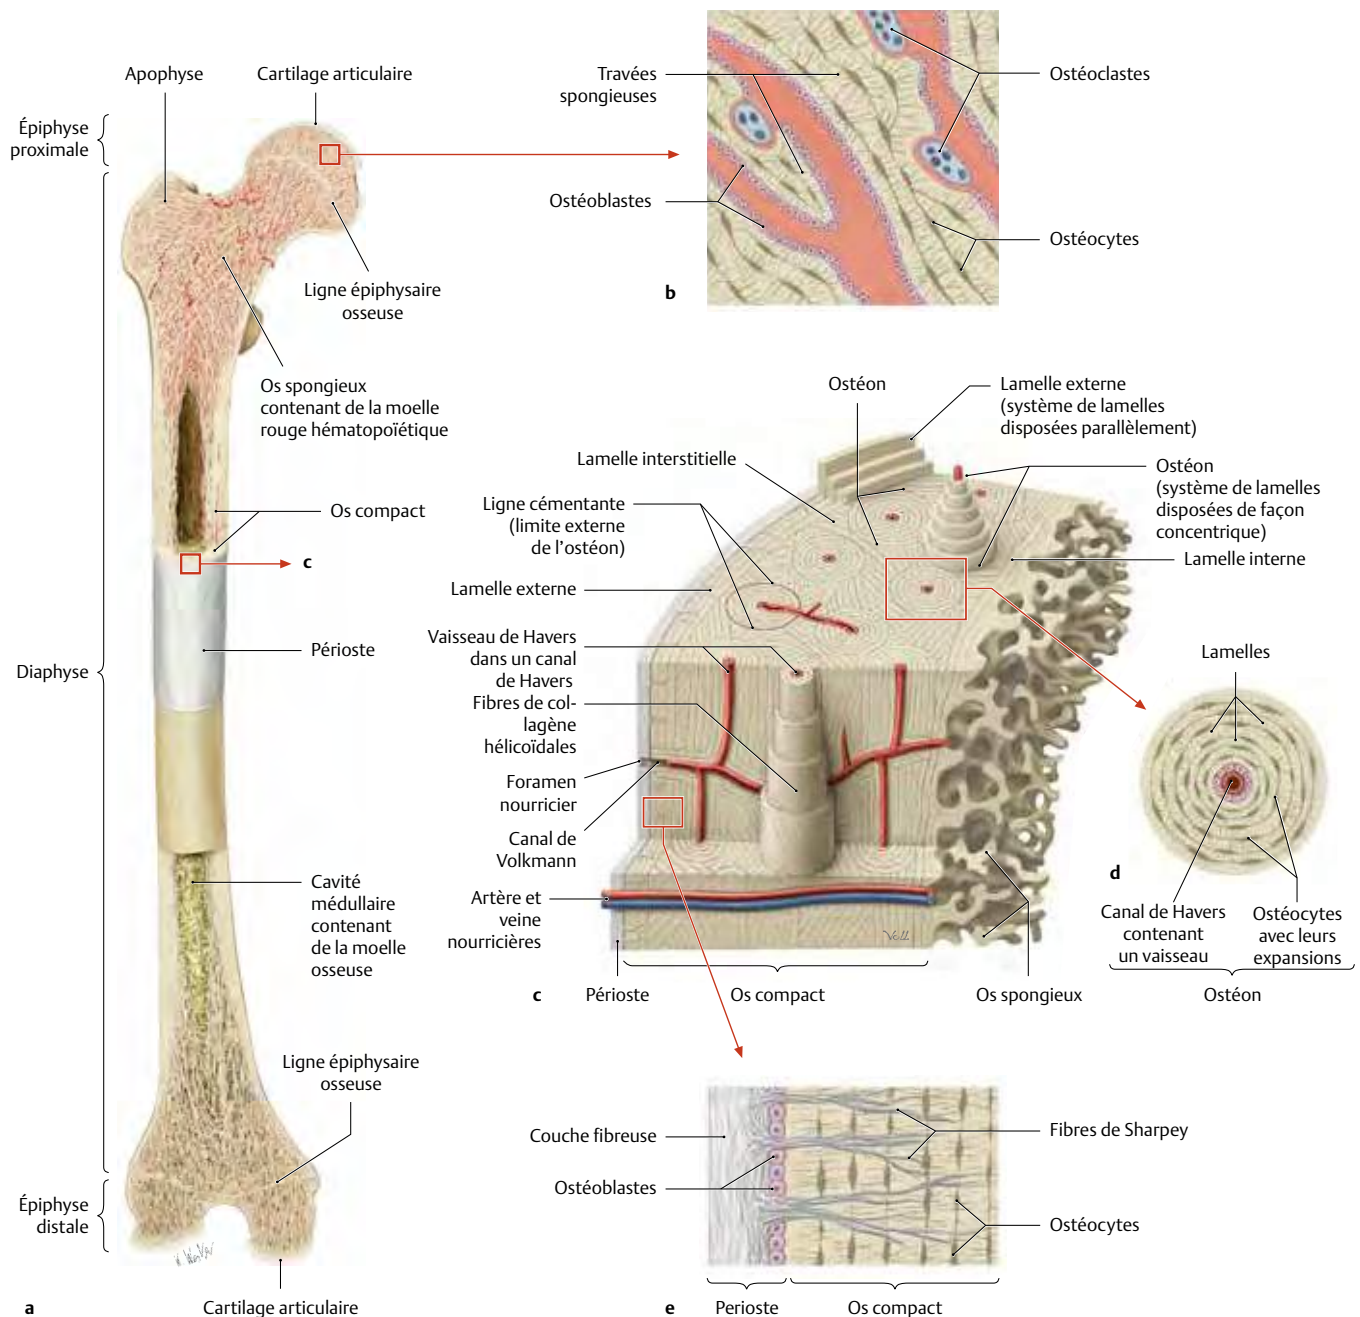 Apophyse
Cartilage articulaire
Épiphyse
proximale
Ligne épiphysaire
osseuse
Os spongieux
contenant de la moelle
rouge hématopoïétique
Os compact
c
Périoste
Diaphyse
Cavité
médullaire
contenant
de la moelle
osseuse
Ligne épiphysaire
osseuse
Épiphyse
distale
Cartilage articulaire
a
Travées
spongieuses
Ostéoclastes
Ostéoblastes
Ostéocytes
b
Ostéon
Lamelle externe
(système de lamelles
disposées parallèlement)
Lamelle interstitielle
Ostéon
(système de lamelles
disposées de façon
concentrique)
Ligne cémentante
(limite externe
de l’ostéon)
Lamelle interne
Lamelle externe
Vaisseau de Havers
dans un canal
de Havers
Fibres de col-
lagène
hélicoïdales
Foramen
nourricier
Canal de
Volkmann
Artère et
veine
nourricières
Voll
c
Périoste
Os compact
Os spongieux
Lamelles
d
Canal de Havers
contenant
un vaisseau
Ostéocytes
avec leurs
expansions
Ostéon
Couche fibreuse
Fibres de Sharpey
Ostéoblastes
Ostéocytes
e
Perioste
Os compact